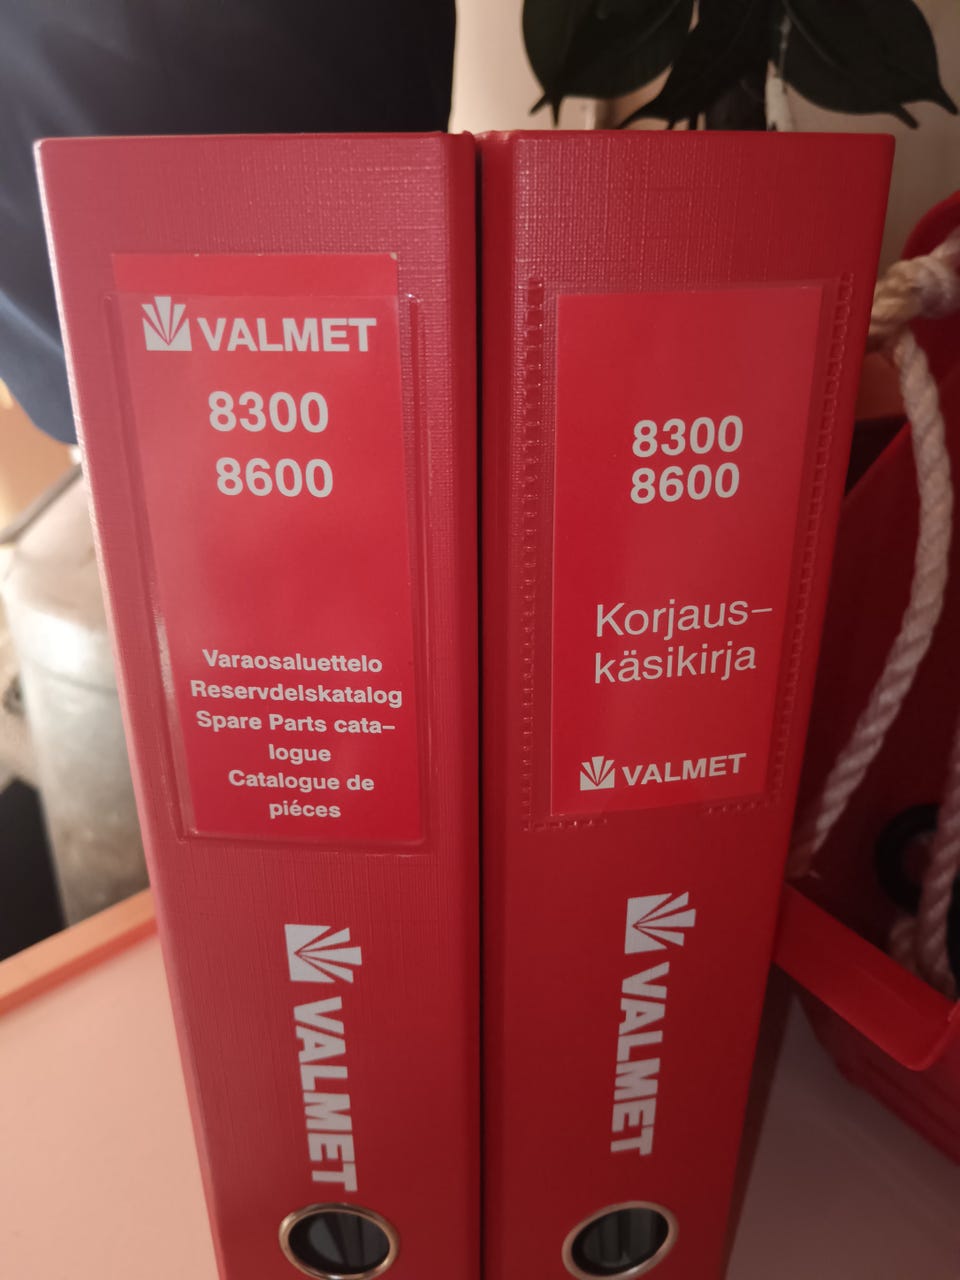 VALMET
8300
8600
Varaosaluettelo
Reservdelskatalog
Spare Parts cata-
logue
Catalogue de
piéces
VALMET
8300
8600
Korjaus-
käsikirja
VALMET
VALMET